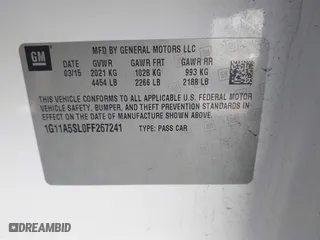 GM
MFD BY GENERAL MOTORS LLC
DATE GVWR GAWR FRT GAWR RR
03/15 2021 KG 1028 KG 993 KG
4454 LB 2266 LB 2188 LB
THIS VEHICLE CONFORMS TO ALL APPLICABLE U.S. FEDERAL MOTOR
VEHICLE SAFETY, BUMPER, AND THEFT PREVENTION STANDARDS
IN EFFECT ON THE DATE OF MANUFACTURE SHOWN ABOVE.
1G11A5SL0FF267241 TYPE: PASS CAR
© AUTOBIDCAR